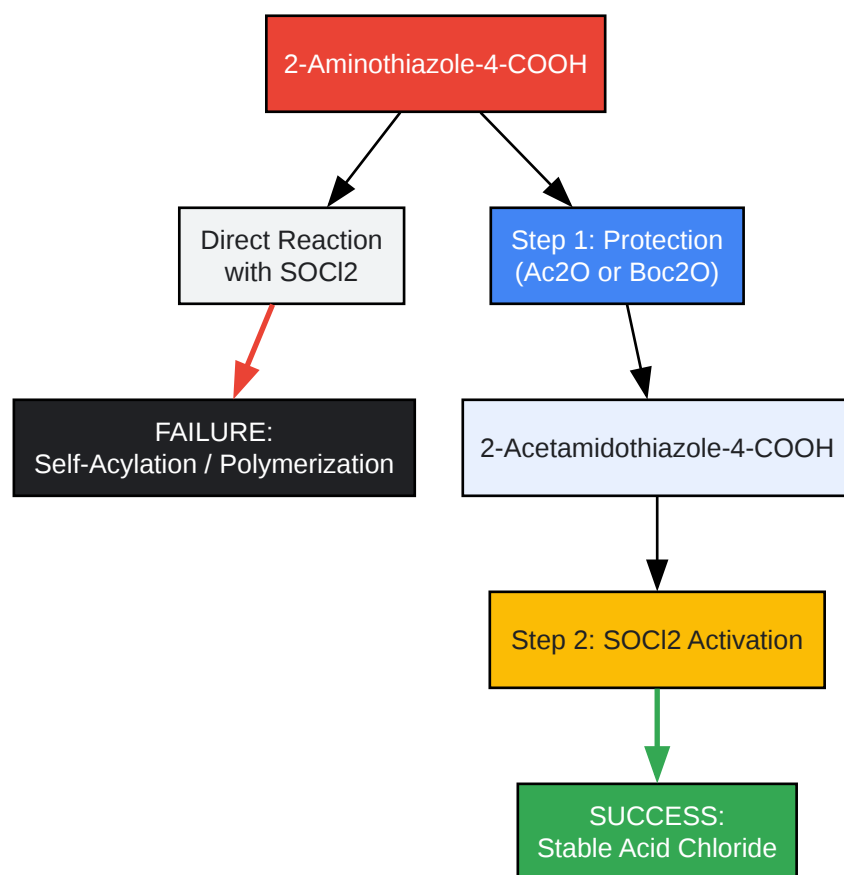 2-Aminothiazole-4-COOH
Direct Reaction
with SOCl2
Step 1: Protection
(Ac2O or Boc2O)
FAILURE:
Self-Acylation / Polymerization
2-Acetamidothiazole-4-COOH
Step 2: SOCl2 Activation
SUCCESS:
Stable Acid Chloride